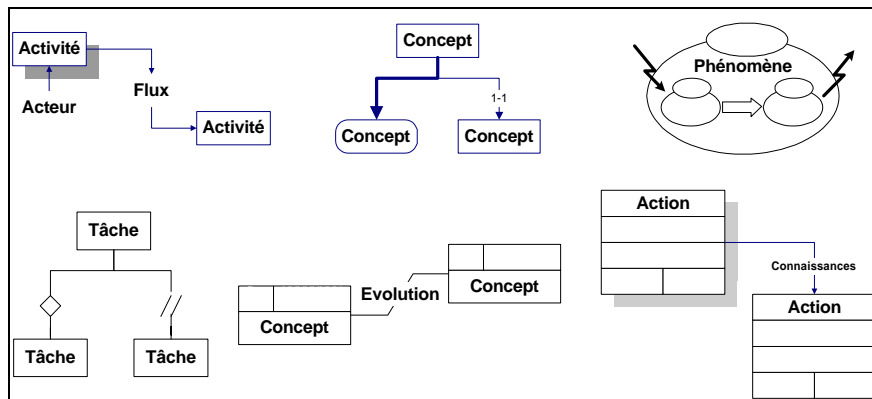 Activité
Flux
Acteur
Activité
Concept
1-1
Concept
Concept
Phénomène
Tâche
Tâche
Tâche
Concept
Evolution
Concept
Action
Connaissances
Action